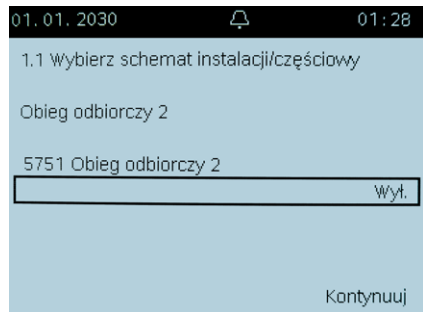 01.01.2030 01:28
1.1 Wybierz schemat instalacji/częściowy
Obieg odbiorczy 2
5751 Obieg odbiorczy 2
Wył.
Kontynuuj